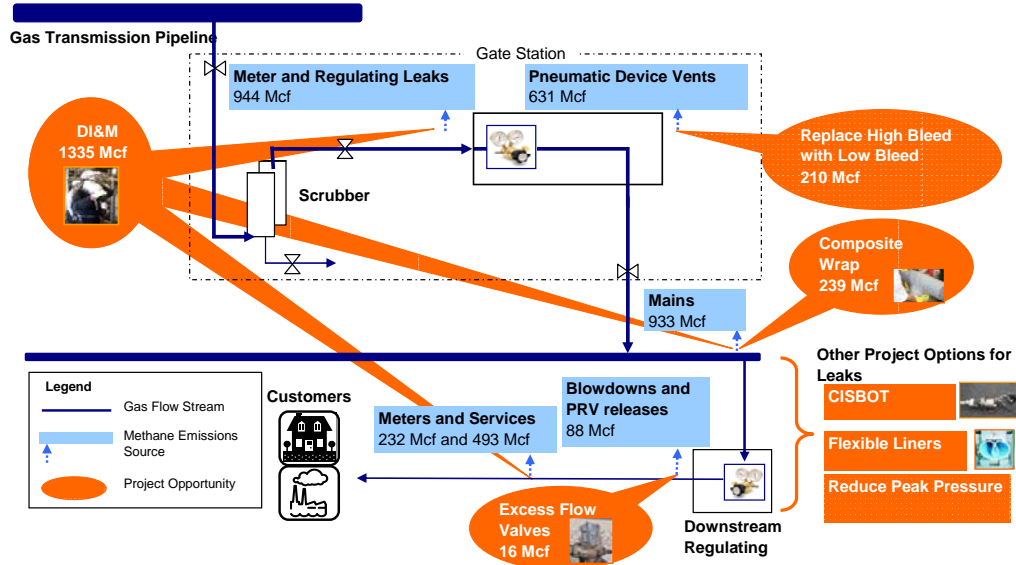 Gas Transmission Pipeline
Gate Station
Meter and Regulating Leaks
944 Mcf
Pneumatic Device Vents
631 Mcf
DI&M
1335 Mcf
Replace High Bleed
with Low Bleed
210 Mcf
Scrubber
Composite
Wrap
239 Mcf
Mains
933 Mcf
Other Project Options for
Leaks
CISBOT
Flexible Liners
Reduce Peak Pressure
Legend
Gas Flow Stream
Methane Emissions
Source
Project Opportunity
Customers
Meters and Services
232 Mcf and 493 Mcf
Blowdowns and
PRV releases
88 Mcf
Excess Flow
Valves
16 Mcf
Downstream
Regulating